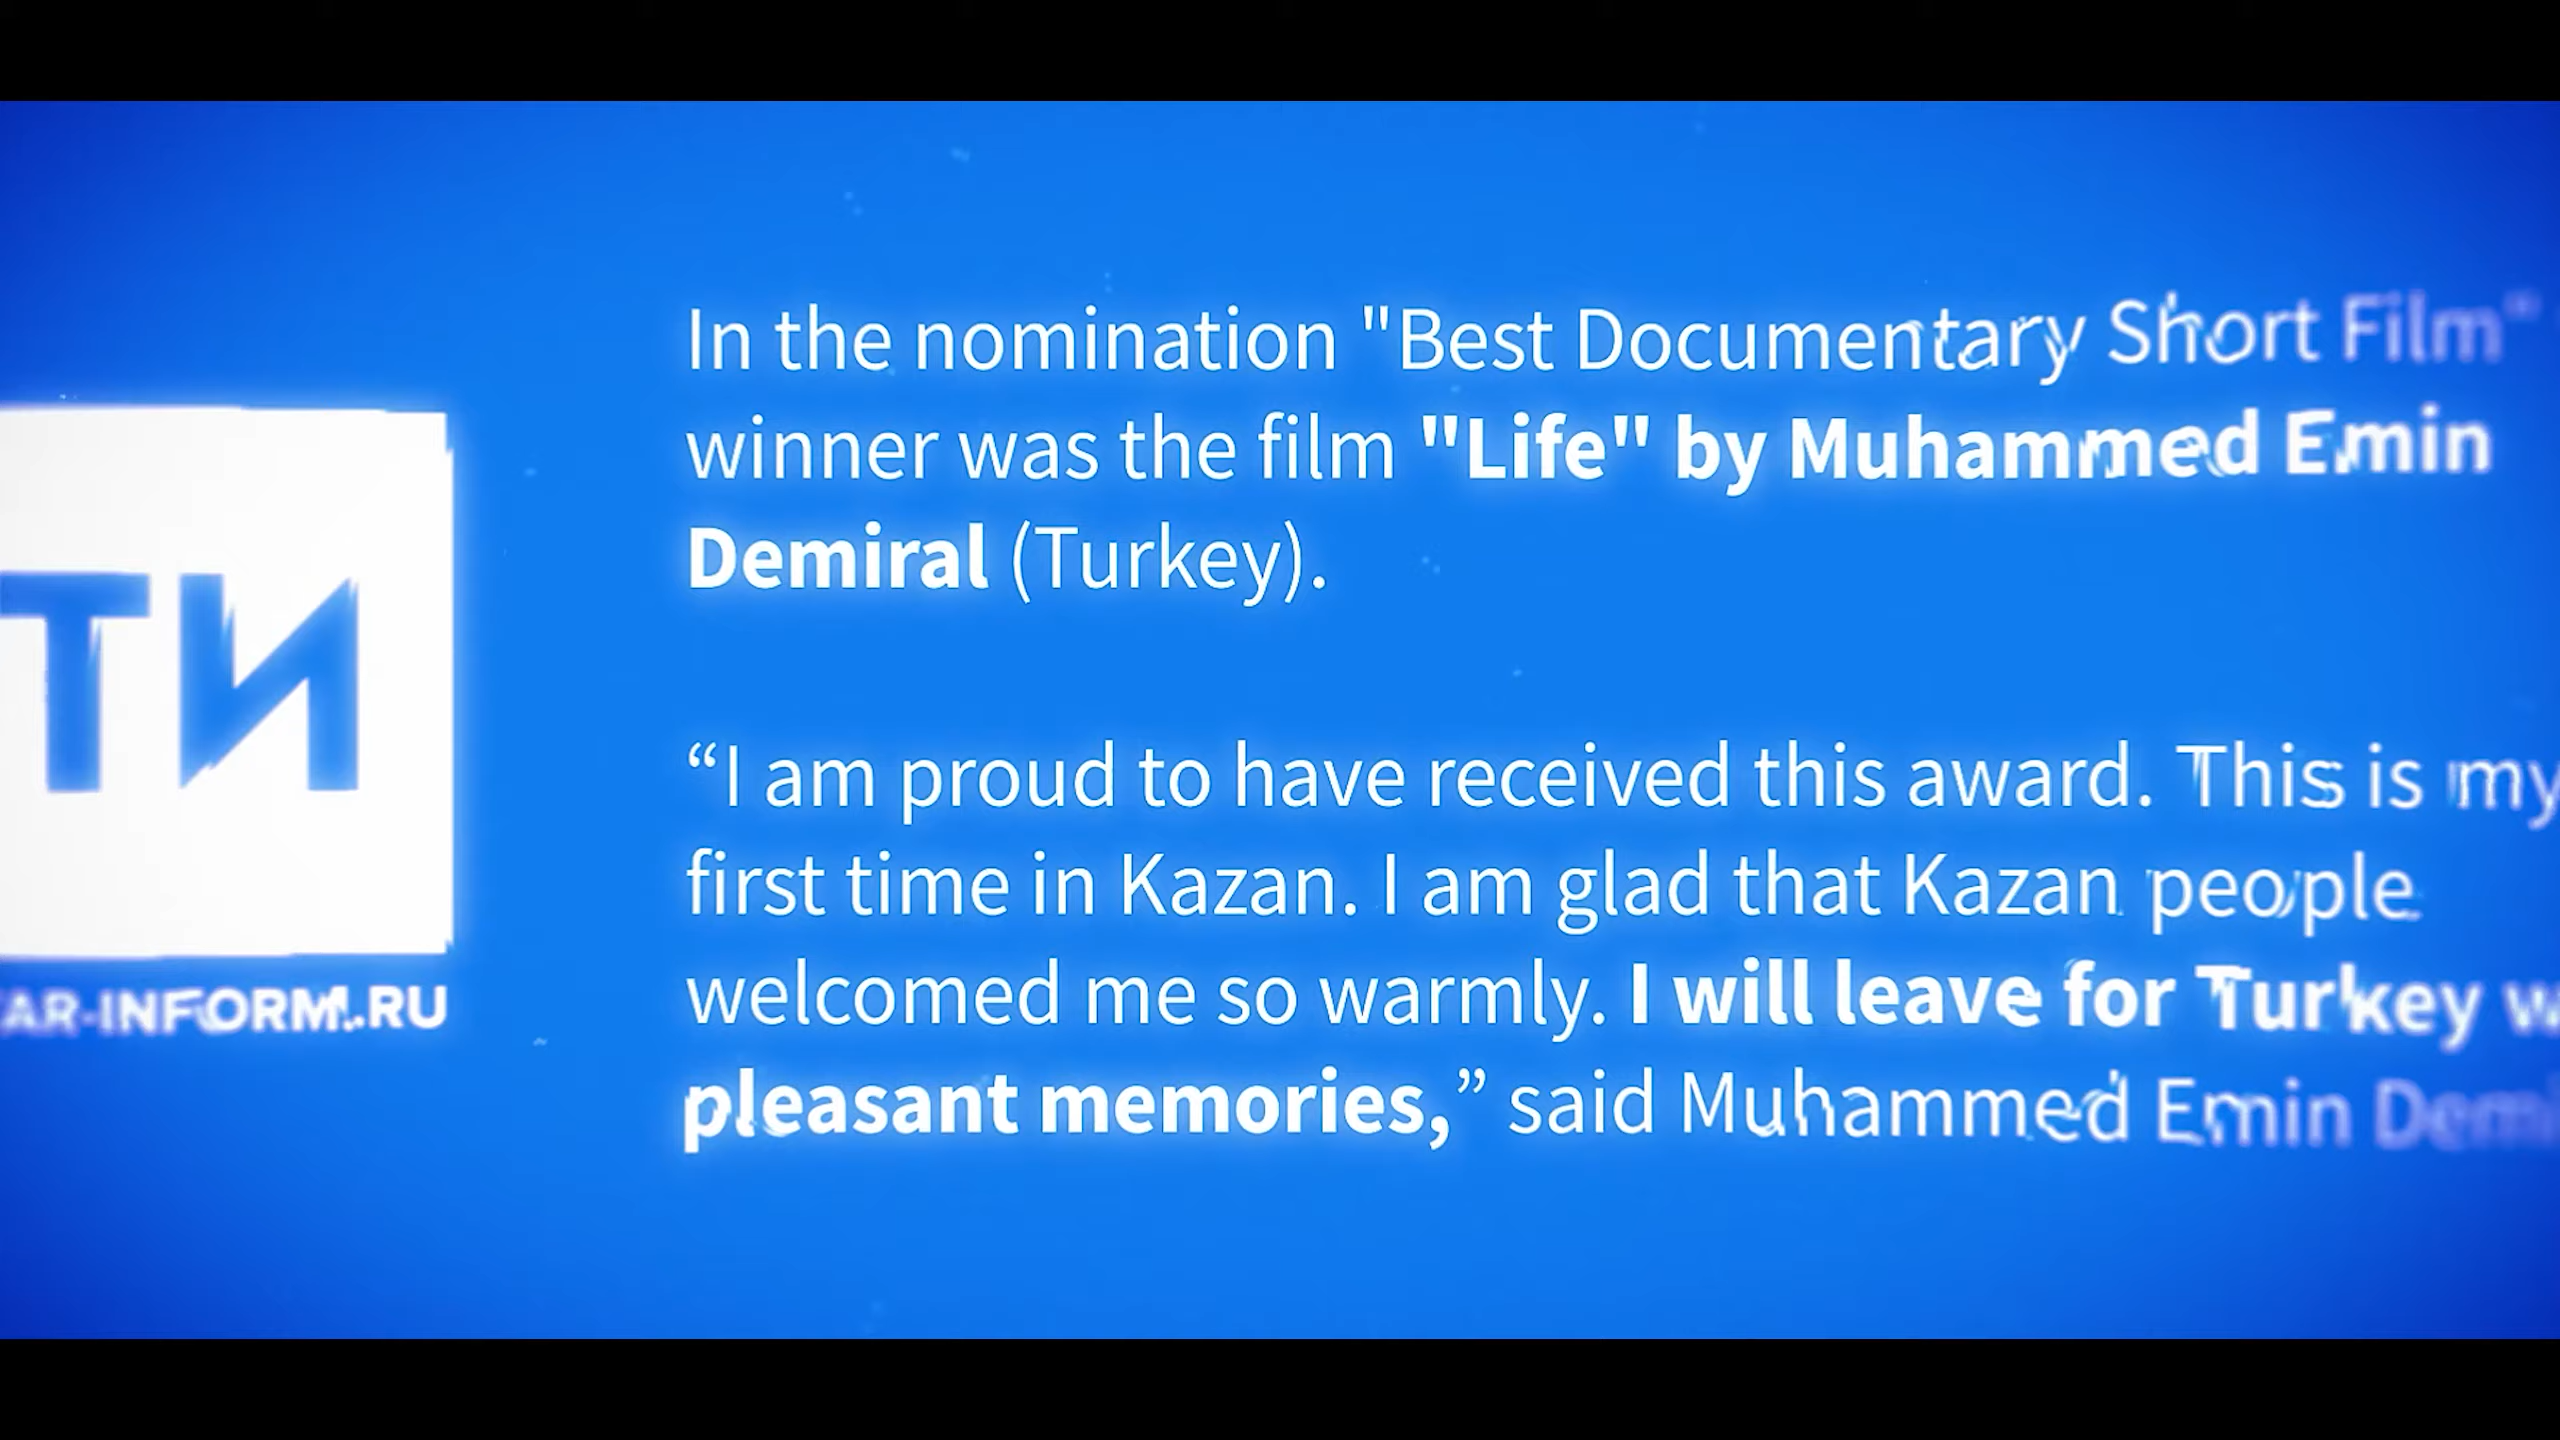 In the nomination "Best Documentary Short Film"
winner was the film "Life" by Muhammed Emin
Demiral (Turkey).
“I am proud to have received this award. This is my
first time in Kazan. I am glad that Kazan people
welcomed me so warmly. I will leave for Turkey
pleasant memories,” said Muhammed Emin
ТИ
AR-INFORM.RU